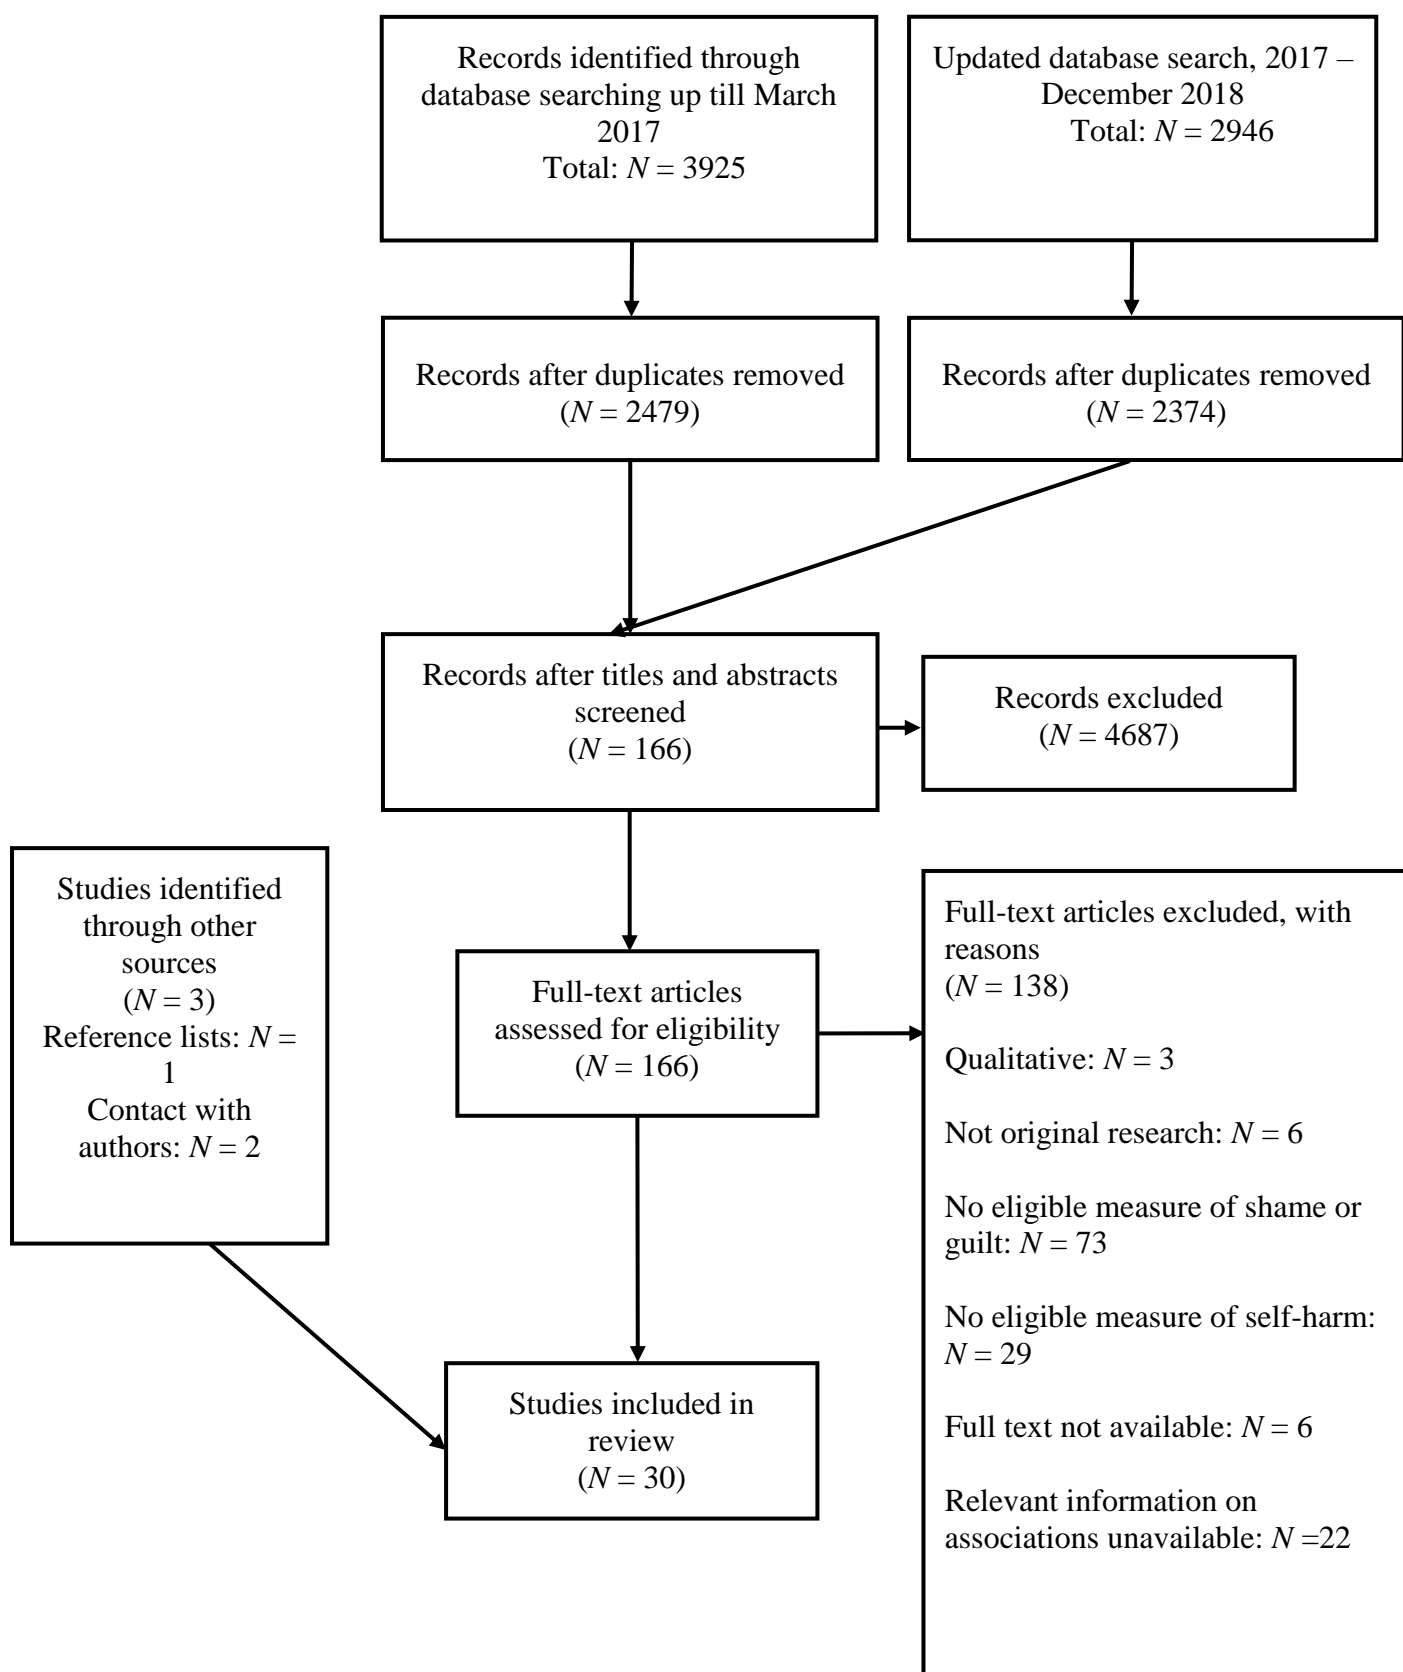 Records identified through
database searching up till March
2017
Total: N = 3925
Updated database search, 2017 –
December 2018
Total: N = 2946
Records after duplicates removed
(N = 2479)
Records after duplicates removed
(N = 2374)
Records after titles and abstracts
screened
(N = 166)
Records excluded
(N = 4687)
Studies identified
through other
sources
(N = 3)
Reference lists: N =
1
Contact with
authors: N = 2
Full-text articles
assessed for eligibility
(N = 166)
Full-text articles excluded, with
reasons
(N = 138)
Qualitative: N = 3
Not original research: N = 6
No eligible measure of shame or
guilt: N = 73
No eligible measure of self-harm:
N = 29
Full text not available: N = 6
Relevant information on
associations unavailable: N =22
Studies included in
review
(N = 30)